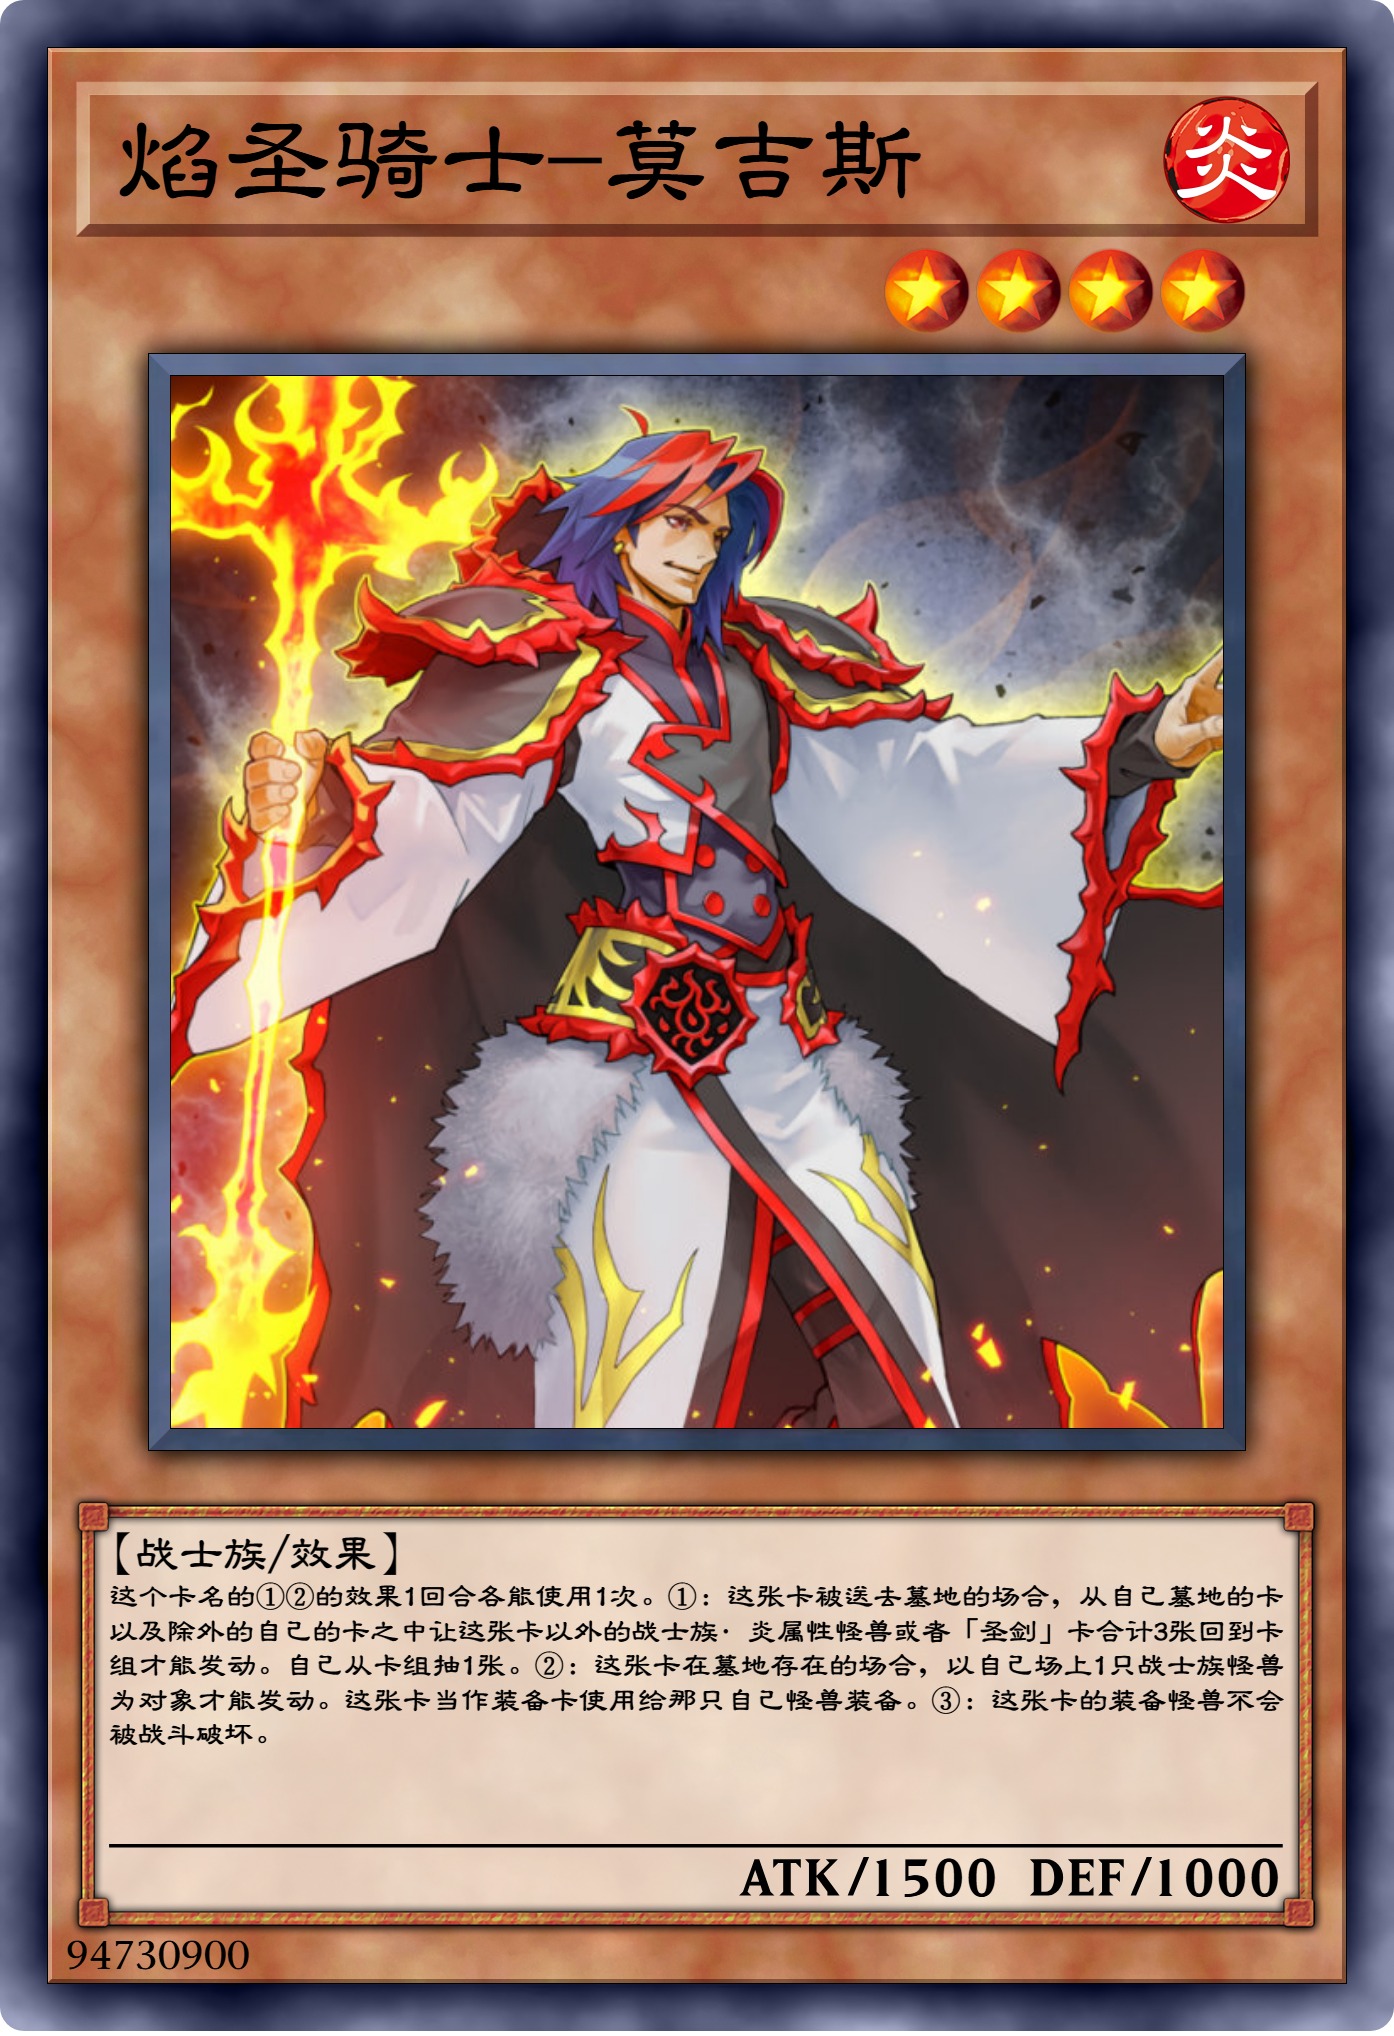 焰圣骑士-莫吉斯
炎
【战士族/效果】
这个卡名的①②的效果1回合各能使用1次。①：这张卡被送去墓地的场合，从自己墓地的卡
以及除外的自己的卡之中让这张卡以外的战士族·炎属性怪兽或者「圣剑」卡合计3张回到卡
组才能发动。自己从卡组抽1张。②：这张卡在墓地存在的场合，以自己场上1只战士族怪兽
为对象才能发动。这张卡当作装备卡使用给那只自己怪兽装备。③：这张卡的装备怪兽不会
被战斗破坏。
ATK/1500 DEF/1000
94730900